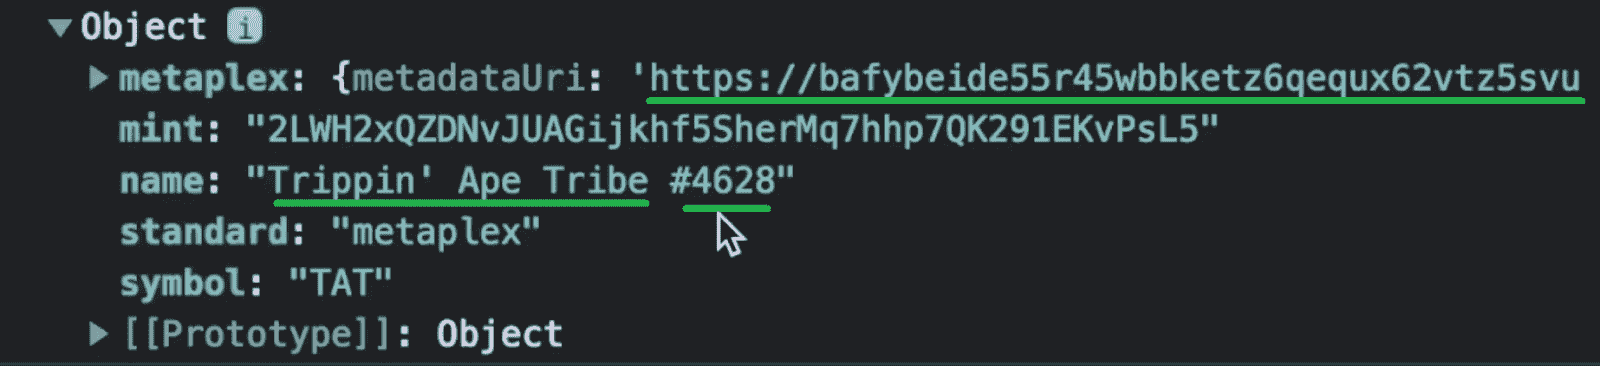 ▼ Object i
▶ metaplex: {metadataUri: 'https://bafybeide55r45wbbketz6qequx62vtz5svu
mint: "2LWH2xQZDNvJUAGijkhf5SherMq7hhp7QK291EKvPsL5"
name: "Trippin' Ape Tribe #4628"
standard: "metaplex"
symbol: "TAT"
▶ [[Prototype]]: Object